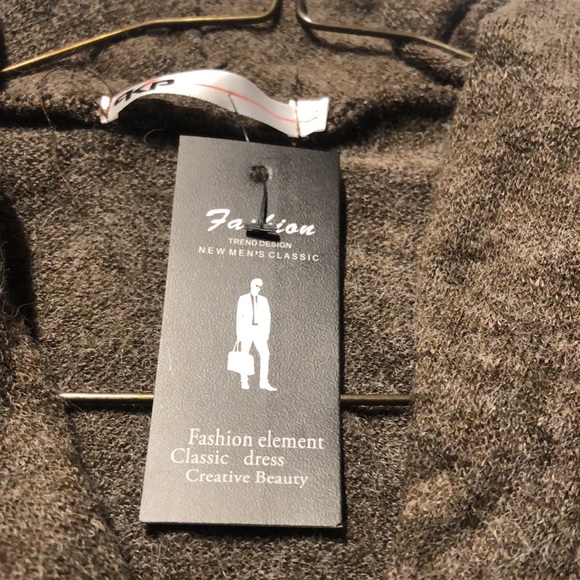 Fashion
TREND DESIGN
NEW MEN'S CLASSIC
Fashion element
Classic dress
Creative Beauty